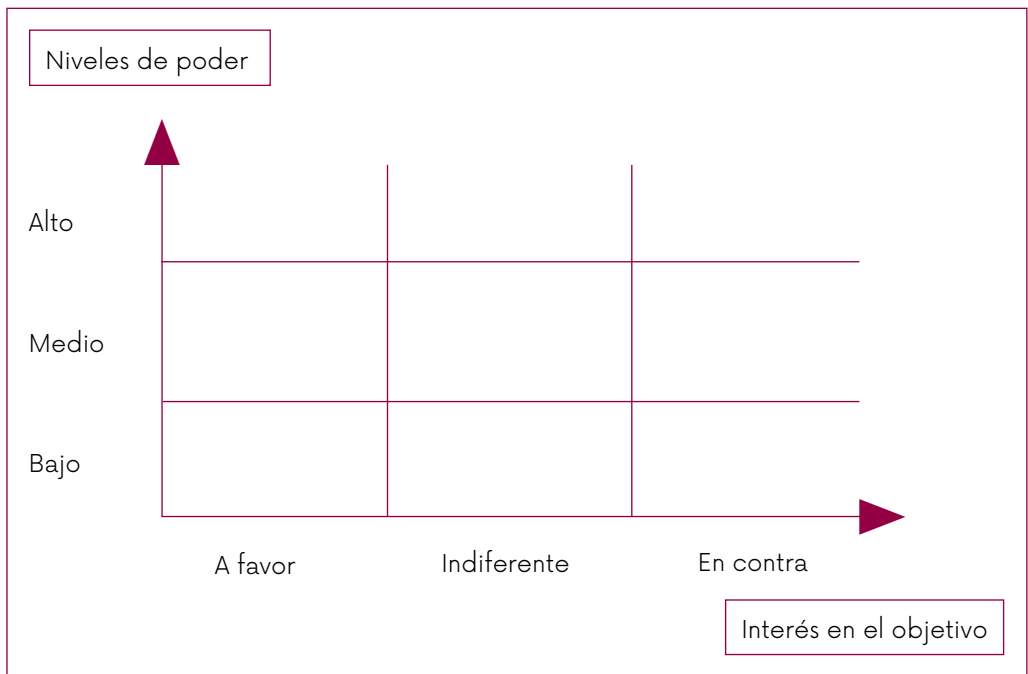 Niveles de poder
Alto
Medio
Bajo
A favor
Indiferente
En contra
Interés en el objetivo